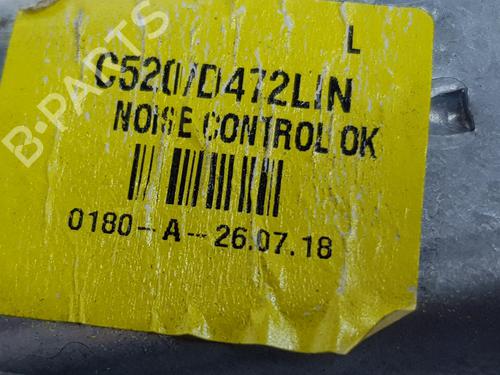 L
C520/D472LIN
NOISE CONTROL OK
0180-A-26.07.18
B-PARTS